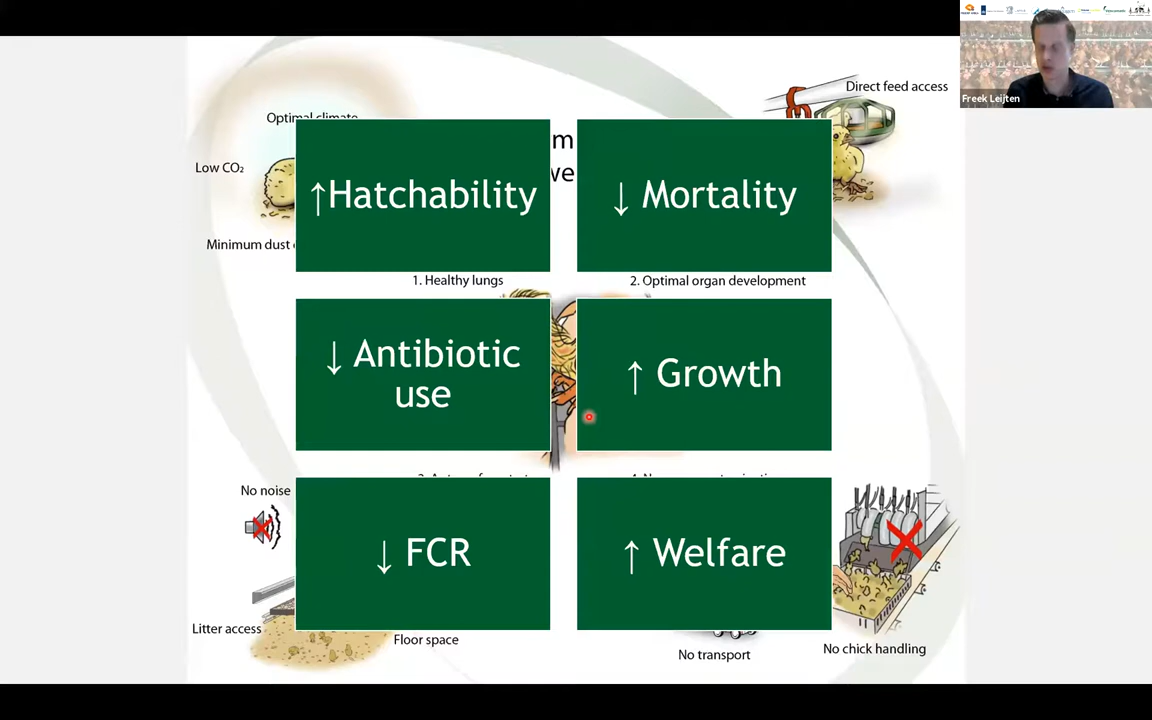 Direct feed access
Optimal climate
Low CO₂
Minimum dust
↑Hatchability
↓ Mortality
1. Healthy lungs
2. Optimal organ development
↓ Antibiotic
use
↑ Growth
No noise
↓ FCR
↑ Welfare
Litter access
Floor space
No transport
No chick handling
Freek Leijten